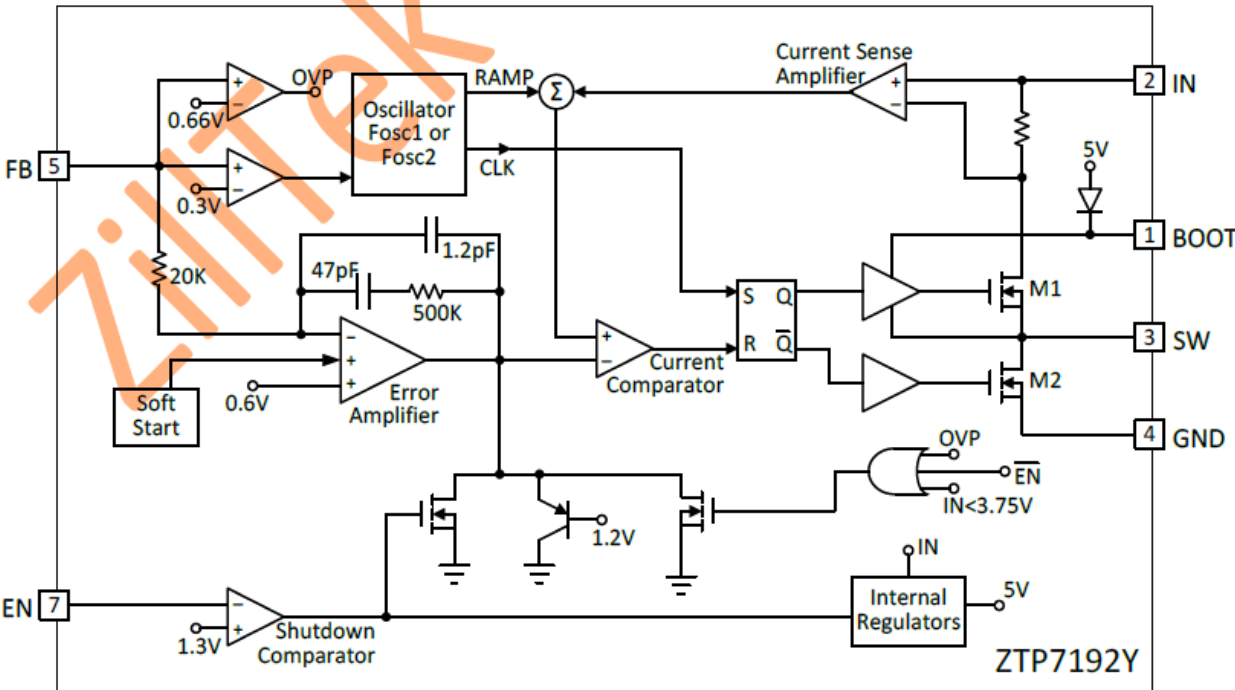 ZillTek
Current Sense
Amplifier
OVP
RAMP
Σ
+
−
2
IN
0.66V
Oscillator
Fosc1 or
Fosc2
5V
FB
5
+
−
CLK
0.3V
1
BOOT
1.2pF
20K
47pF
500K
S
Q
R
Q̅
M1
−
+
+
+
−
Current
Comparator
3
SW
M2
0.6V
Error
Amplifier
Soft
Start
4
GND
OVP
E̅N̅
IN<3.75V
1.2V
IN
EN
7
−
+
1.3V
Shutdown
Comparator
Internal
Regulators
5V
ZTP7192Y